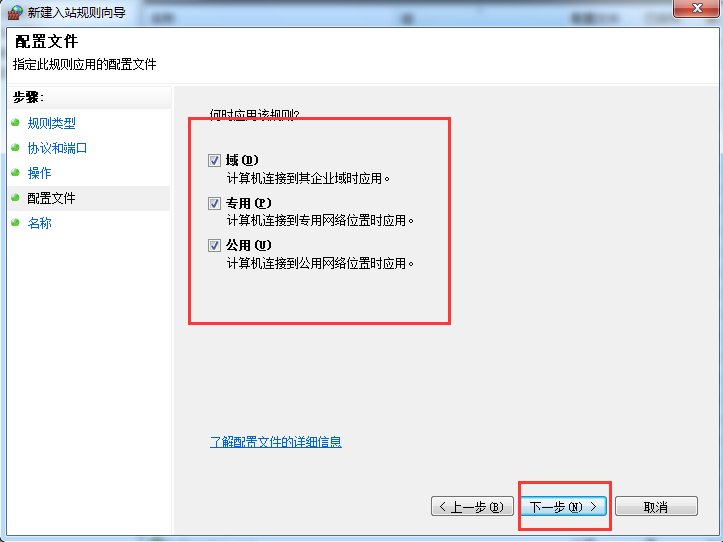 新建入站规则向导
配置文件
指定此规则应用的配置文件
步骤：
规则类型
协议和端口
操作
配置文件
名称
何时应用该规则?
域(D)
计算机连接到其企业域时应用。
专用(P)
计算机连接到专用网络位置时应用。
公用(U)
计算机连接到公用网络位置时应用。
了解配置文件的详细信息
< 上一步(B)
下一步(N) >
取消